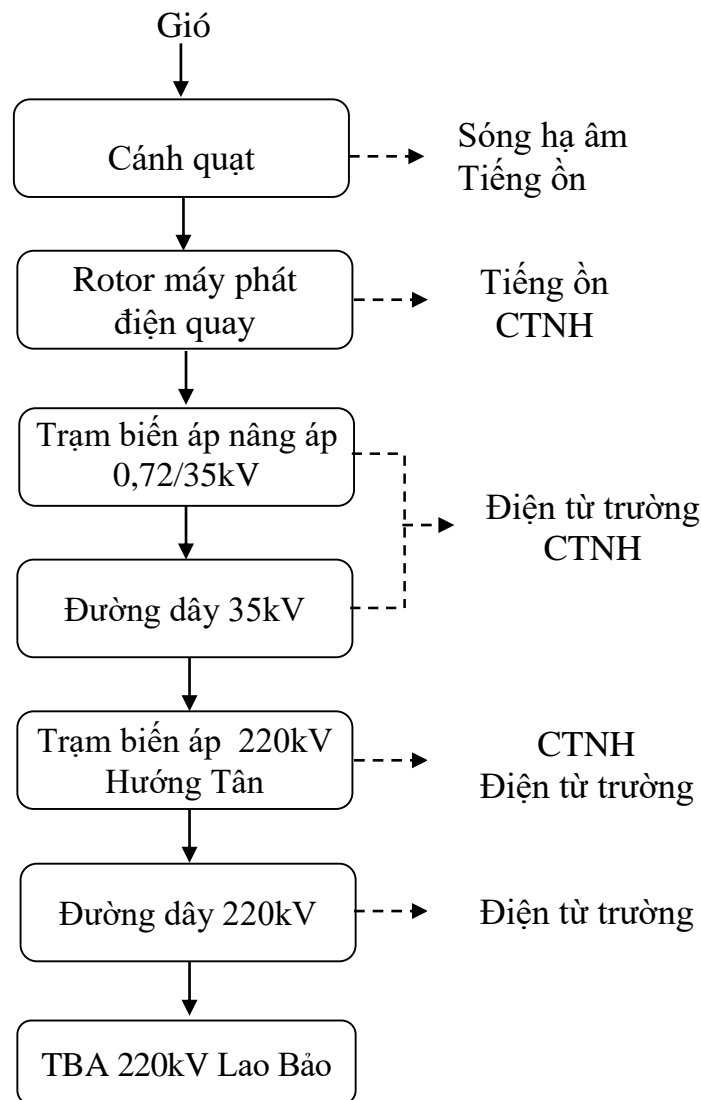 Gió
Cánh quạt
Sóng hạ âm
Tiếng ồn
Rotor máy phát
điện quay
Tiếng ồn
CTNH
Trạm biến áp nâng áp
0,72/35kV
Điện từ trường
CTNH
Đường dây 35kV
Trạm biến áp 220kV
Hướng Tân
CTNH
Điện từ trường
Đường dây 220kV
Điện từ trường
TBA 220kV Lao Bảo